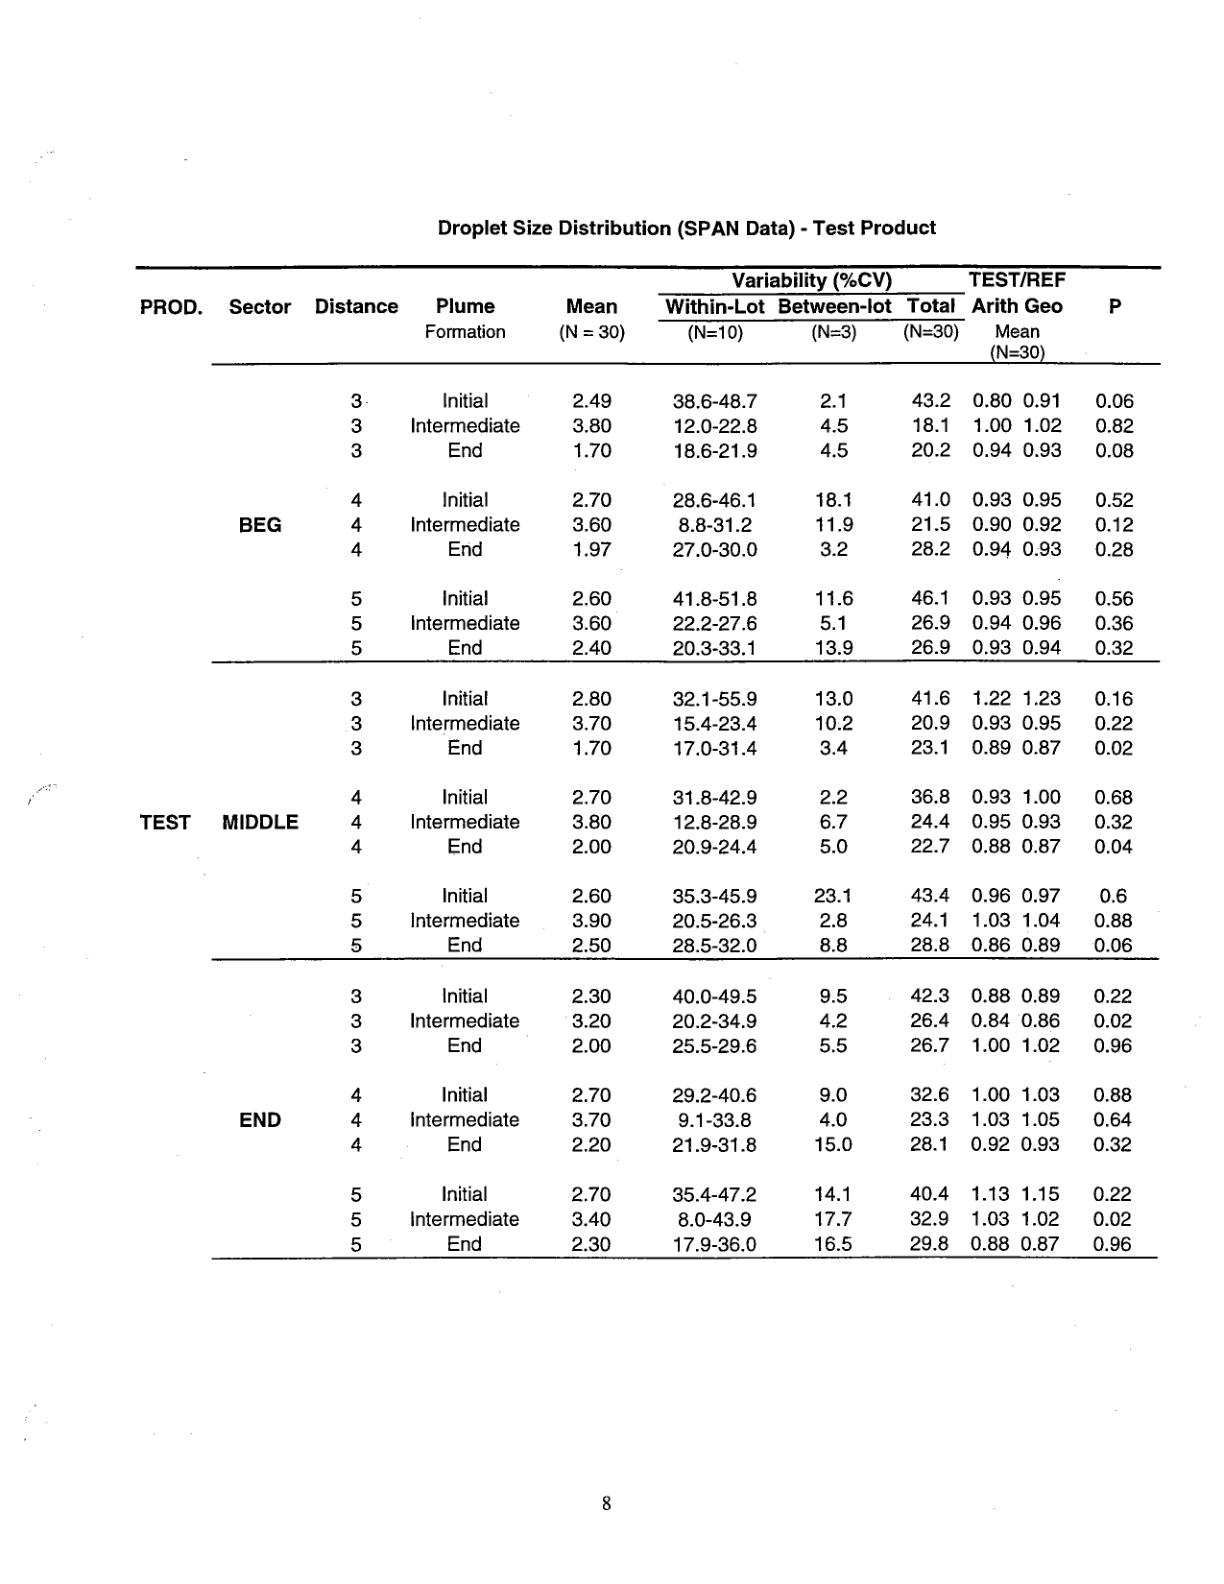 Droplet Size Distribution (SPAN Data) - Test Product
Variability (%CV) TEST/REF
PROD. Sector Distance Plume Mean Within-Lot Between-lot Total Arith Geo P
Formation (N = 30) (N=10) (N=3) (N=30) Mean
(N=30)
3 Initial 2.49 38.6-48.7 2.1 43.2 0.80 0.91 0.06
3 Intermediate 3.80 12.0-22.8 4.5 18.1 1.00 1.02 0.82
3 End 1.70 18.6-21.9 4.5 20.2 0.94 0.93 0.08
4 Initial 2.70 28.6-46.1 18.1 41.0 0.93 0.95 0.52
BEG 4 Intermediate 3.60 8.8-31.2 11.9 21.5 0.90 0.92 0.12
4 End 1.97 27.0-30.0 3.2 28.2 0.94 0.93 0.28
5 Initial 2.60 41.8-51.8 11.6 46.1 0.93 0.95 0.56
5 Intermediate 3.60 22.2-27.6 5.1 26.9 0.94 0.96 0.36
5 End 2.40 20.3-33.1 13.9 26.9 0.93 0.94 0.32
3 Initial 2.80 32.1-55.9 13.0 41.6 1.22 1.23 0.16
3 Intermediate 3.70 15.4-23.4 10.2 20.9 0.93 0.95 0.22
3 End 1.70 17.0-31.4 3.4 23.1 0.89 0.87 0.02
4 Initial 2.70 31.8-42.9 2.2 36.8 0.93 1.00 0.68
TEST MIDDLE 4 Intermediate 3.80 12.8-28.9 6.7 24.4 0.95 0.93 0.32
4 End 2.00 20.9-24.4 5.0 22.7 0.88 0.87 0.04
5 Initial 2.60 35.3-45.9 23.1 43.4 0.96 0.97 0.6
5 Intermediate 3.90 20.5-26.3 2.8 24.1 1.03 1.04 0.88
5 End 2.50 28.5-32.0 8.8 28.8 0.86 0.89 0.06
3 Initial 2.30 40.0-49.5 9.5 42.3 0.88 0.89 0.22
3 Intermediate 3.20 20.2-34.9 4.2 26.4 0.84 0.86 0.02
3 End 2.00 25.5-29.6 5.5 26.7 1.00 1.02 0.96
4 Initial 2.70 29.2-40.6 9.0 32.6 1.00 1.03 0.88
END 4 Intermediate 3.70 9.1-33.8 4.0 23.3 1.03 1.05 0.64
4 End 2.20 21.9-31.8 15.0 28.1 0.92 0.93 0.32
5 Initial 2.70 35.4-47.2 14.1 40.4 1.13 1.15 0.22
5 Intermediate 3.40 8.0-43.9 17.7 32.9 1.03 1.02 0.02
5 End 2.30 17.9-36.0 16.5 29.8 0.88 0.87 0.96
8